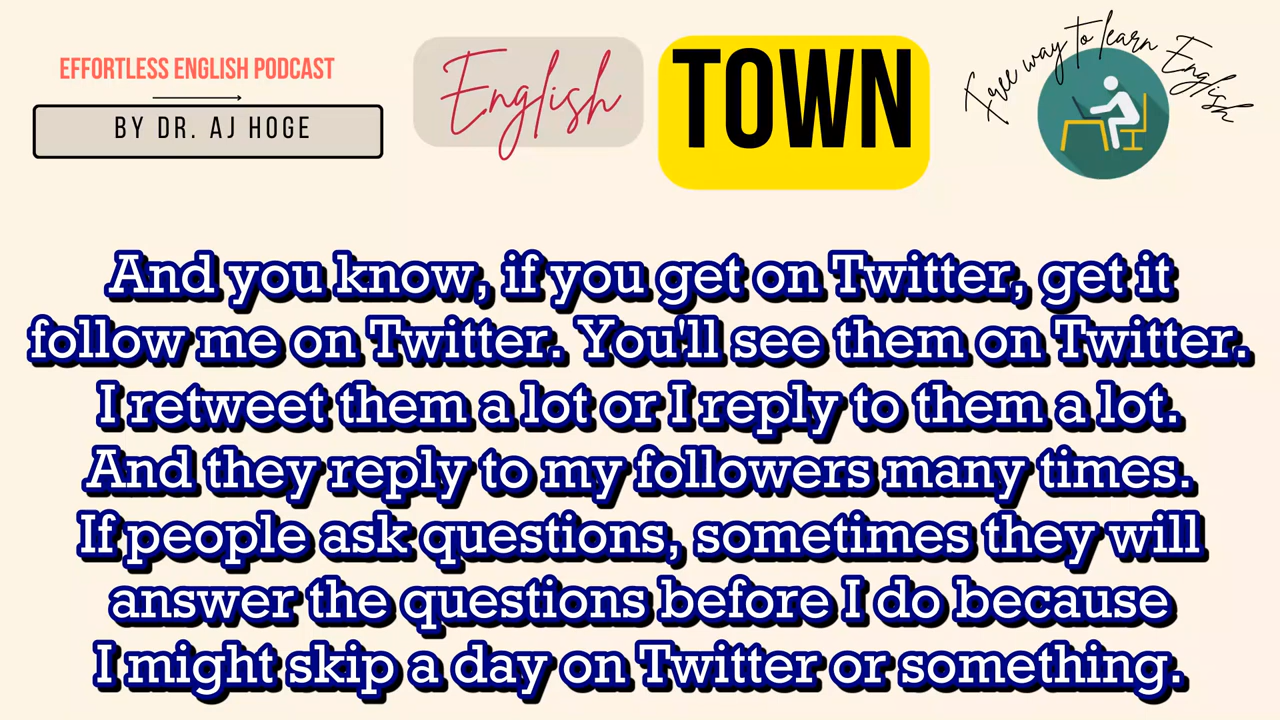 EFFORTLESS ENGLISH PODCAST
BY DR. AJ HOGE
English
TOWN
Free way to learn English
And you know, if you get on Twitter, get it
follow me on Twitter. You'll see them on Twitter.
I retweet them a lot or I reply to them a lot.
And they reply to my followers many times.
If people ask questions, sometimes they will
answer the questions before I do because
I might skip a day on Twitter or something.